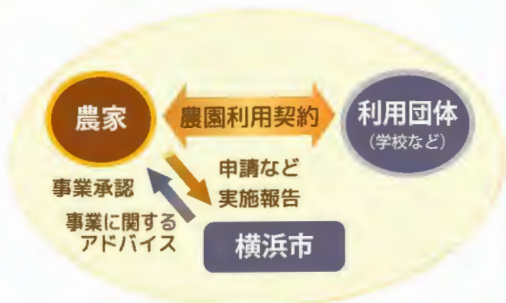 農家
農園利用契約
利用団体
(学校など)
申請など
実施報告
事業承認
事業に関する
アドバイス
横浜市